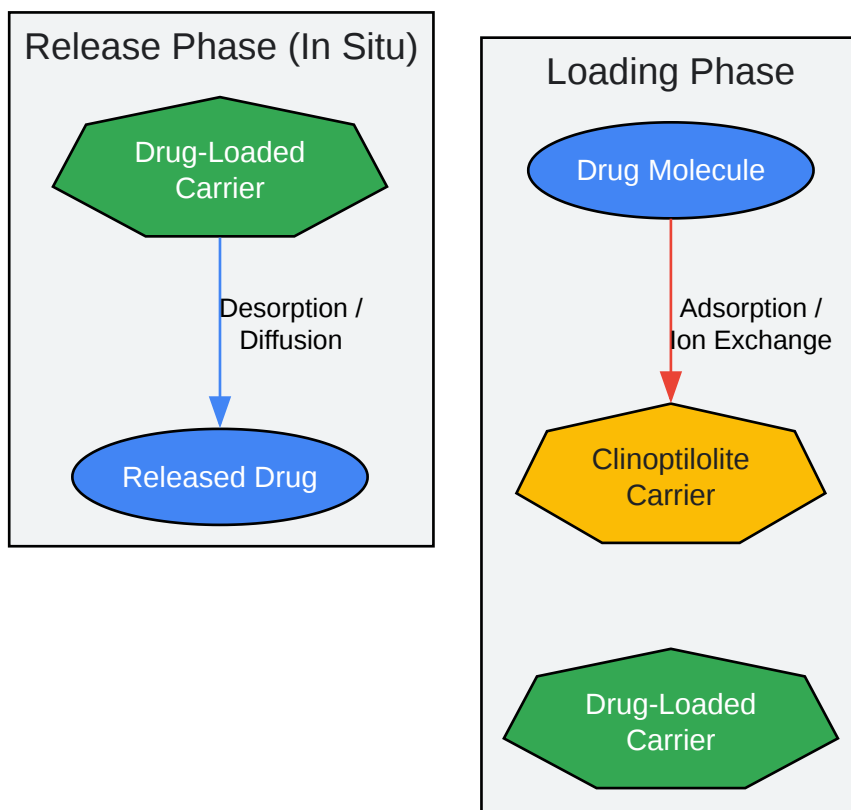 Release Phase (In Situ)
Drug-Loaded
Carrier
Desorption /
Diffusion
Released Drug
Loading Phase
Drug Molecule
Adsorption /
Ion Exchange
Clinoptilolite
Carrier
Drug-Loaded
Carrier